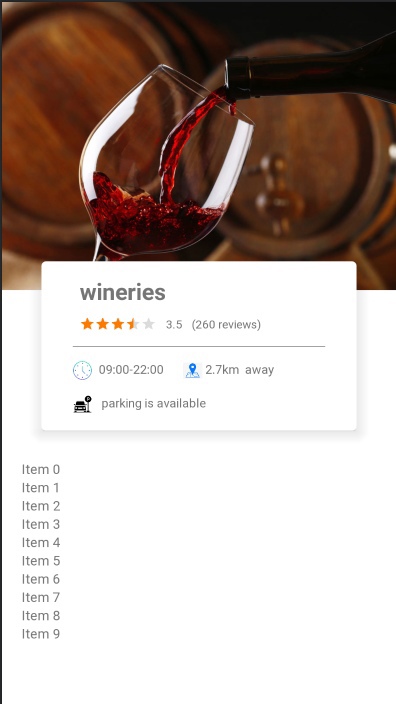 wineries
3.5 (260 reviews)
09:00-22:00 2.7km away
parking is available
Item 0
Item 1
Item 2
Item 3
Item 4
Item 5
Item 6
Item 7
Item 8
Item 9